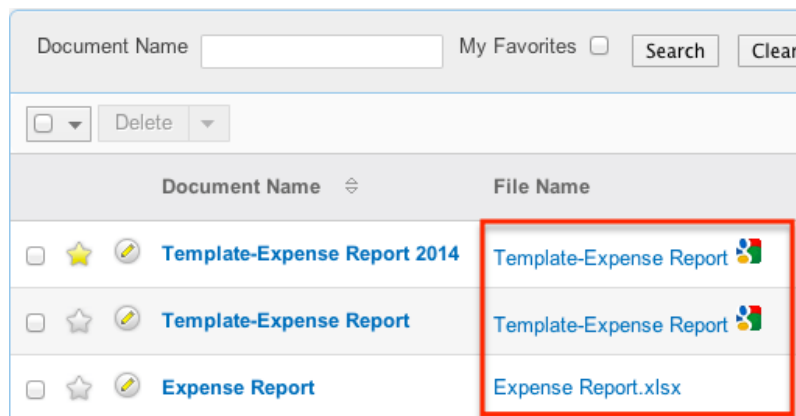 Document Name My Favorites Search Clear
Delete
Document Name File Name
Template-Expense Report 2014 Template-Expense Report
Template-Expense Report Template-Expense Report
Expense Report Expense Report.xlsx